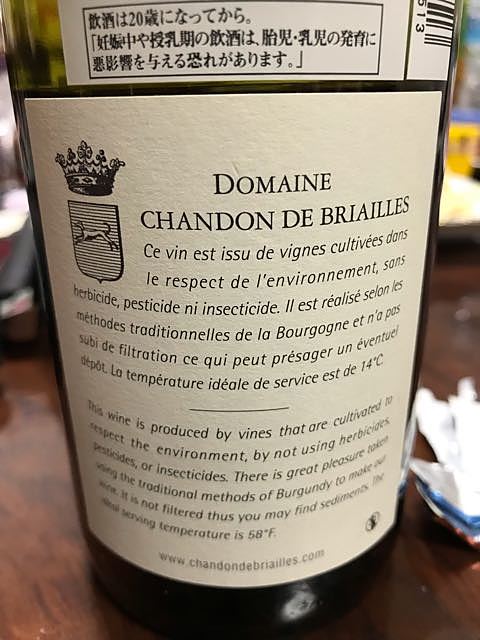 飲酒は20歳になってから。
「妊娠中や授乳期の飲酒は、胎児・乳児の発育に
悪影響を与える恐れがあります。」
513
DOMAINE
CHANDON DE BRIAILLES
Ce vin est issu de vignes cultivées dans
le respect de l'environnement, sans
herbicide, pesticide ni insecticide. Il est réalisé selon les
méthodes traditionnelles de la Bourgogne et n'a pas
subi de filtration ce qui peut présager un éventuel
dépôt. La température idéale de service est de 14°C.
This wine is produced by vines that are cultivated to
respect the environment, by not using herbicides,
pesticides, or insecticides. There is great pleasure taken
using the traditional methods of Burgundy to make our
wine. It is not filtered thus you may find sediments. The
ideal serving temperature is 58°F.
www.chandondebriailles.com